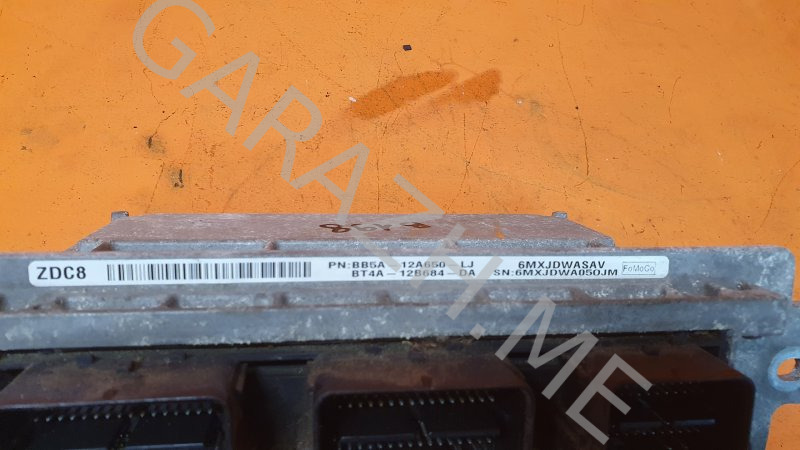 GARAZH.ME
ZDC8
PN:BB5A-12A650-LJ 6MXJDWASAV
BT4A-12B684-DA SN:6MXJDWA050JM FoMoCo